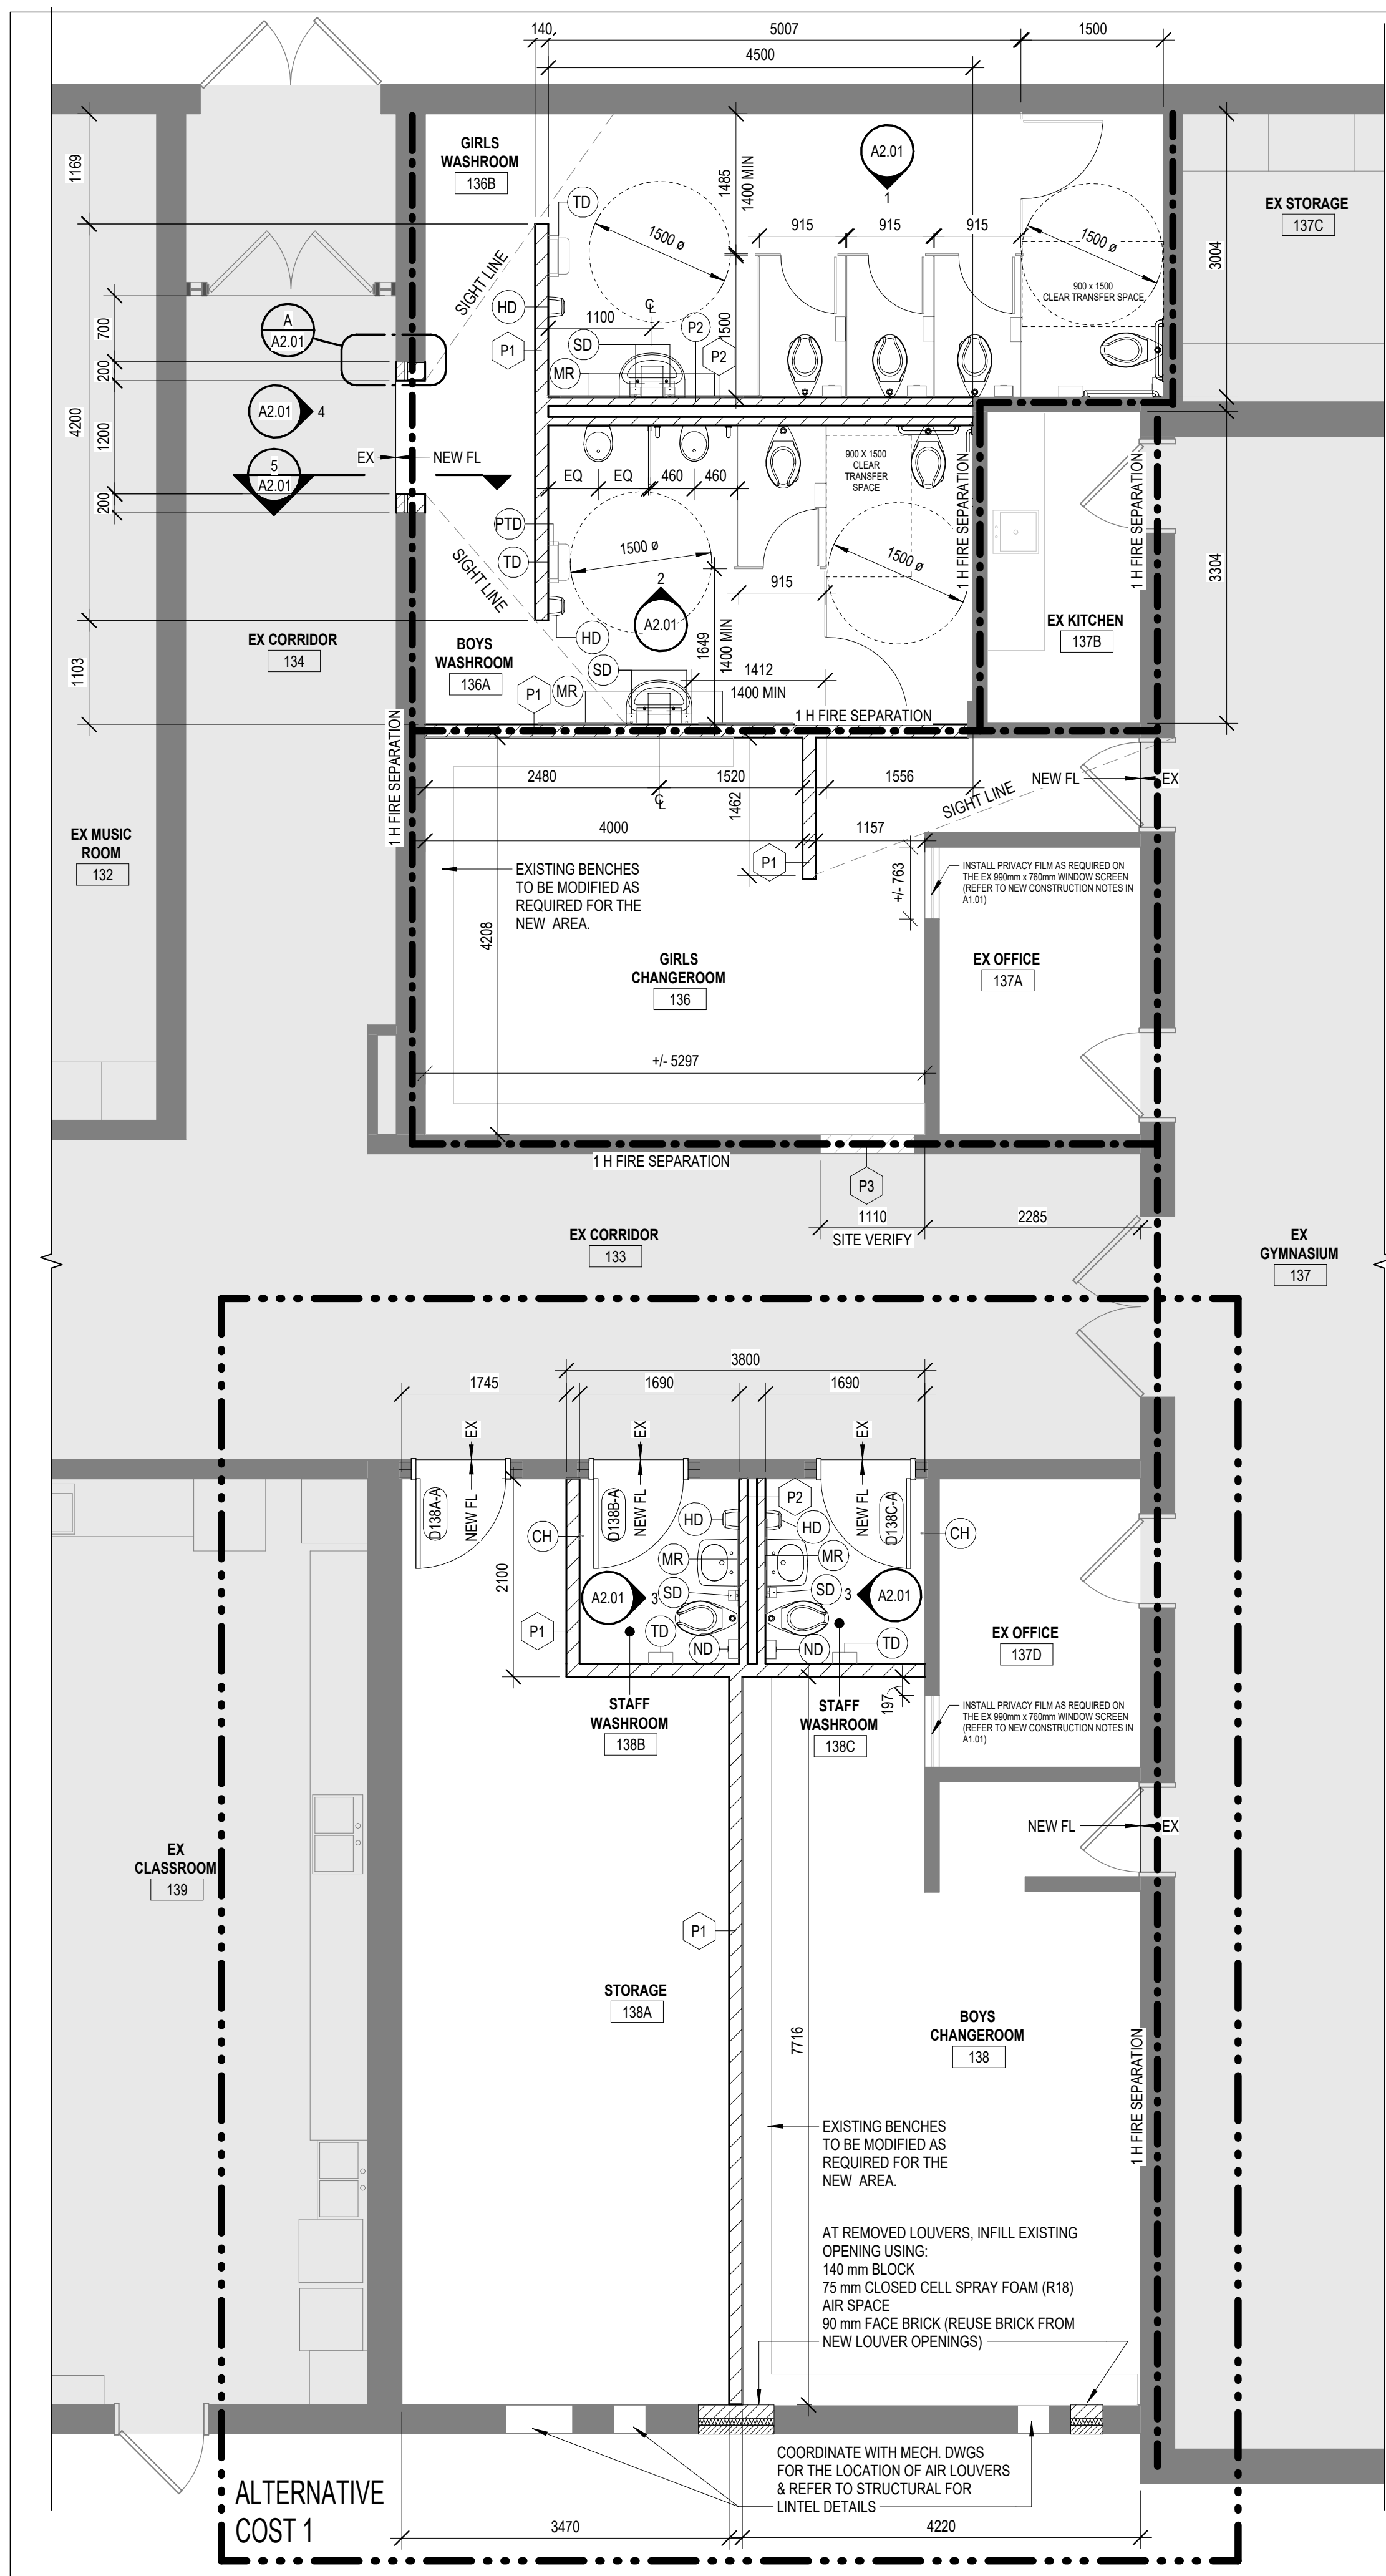 140
5007
1500
4500
GIRLS
WASHROOM
136B
1169
TD
1485
1400 MIN
A2.01
1
1500 ø
915
915
915
1500 ø
900 x 1500
CLEAR TRANSFER SPACE
EX STORAGE
137C
3004
SIGHT LINE
HD
1100
℄
P2
1500
SD
P1
P2
MR
700
A
A2.01
200
4200
A2.01
4
1200
EX
NEW FL
5
A2.01
200
EQ
EQ
460
460
900 X 1500
CLEAR
TRANSFER
SPACE
1 H FIRE SEPARATION
1 H FIRE SEPARATION
PTD
TD
1500 ø
1500 ø
2
915
A2.01
SIGHT LINE
HD
3304
EX KITCHEN
137B
EX CORRIDOR
134
BOYS
WASHROOM
136A
1103
1649
1400 MIN
SD
1412
1400 MIN
P1
MR
1 H FIRE SEPARATION
1 H FIRE SEPARATION
2480
1520
1556
℄
1462
NEW FL
EX
SIGHT LINE
EX MUSIC
ROOM
132
4000
1157
P1
EXISTING BENCHES
TO BE MODIFIED AS
REQUIRED FOR THE
NEW AREA.
+/- 763
INSTALL PRIVACY FILM AS REQUIRED ON
THE EX 990mm x 760mm WINDOW SCREEN
(REFER TO NEW CONSTRUCTION NOTES IN
A1.01)
4208
GIRLS
CHANGEROOM
136
EX OFFICE
137A
+/- 5297
1 H FIRE SEPARATION
P3
1110
SITE VERIFY
2285
EX CORRIDOR
133
EX
GYMNASIUM
137
3800
1745
1690
1690
EX
EX
EX
NEW FL
NEW FL
NEW FL
D138A-A
D138B-A
D138C-A
P2
HD
HD
CH
CH
MR
MR
2100
A2.01
3
SD
SD
3
A2.01
P1
TD
ND
ND
TD
STAFF
WASHROOM
138B
STAFF
WASHROOM
138C
197
EX OFFICE
137D
INSTALL PRIVACY FILM AS REQUIRED ON
THE EX 990mm x 760mm WINDOW SCREEN
(REFER TO NEW CONSTRUCTION NOTES IN
A1.01)
NEW FL
EX
EX
CLASSROOM
139
P1
STORAGE
138A
7716
BOYS
CHANGEROOM
138
1 H FIRE SEPARATION
EXISTING BENCHES
TO BE MODIFIED AS
REQUIRED FOR THE
NEW AREA.
AT REMOVED LOUVERS, INFILL EXISTING
OPENING USING:
140 mm BLOCK
75 mm CLOSED CELL SPRAY FOAM (R18)
AIR SPACE
90 mm FACE BRICK (REUSE BRICK FROM
NEW LOUVER OPENINGS)
COORDINATE WITH MECH. DWGS
FOR THE LOCATION OF AIR LOUVERS
& REFER TO STRUCTURAL FOR
LINTEL DETAILS
ALTERNATIVE
COST 1
3470
4220